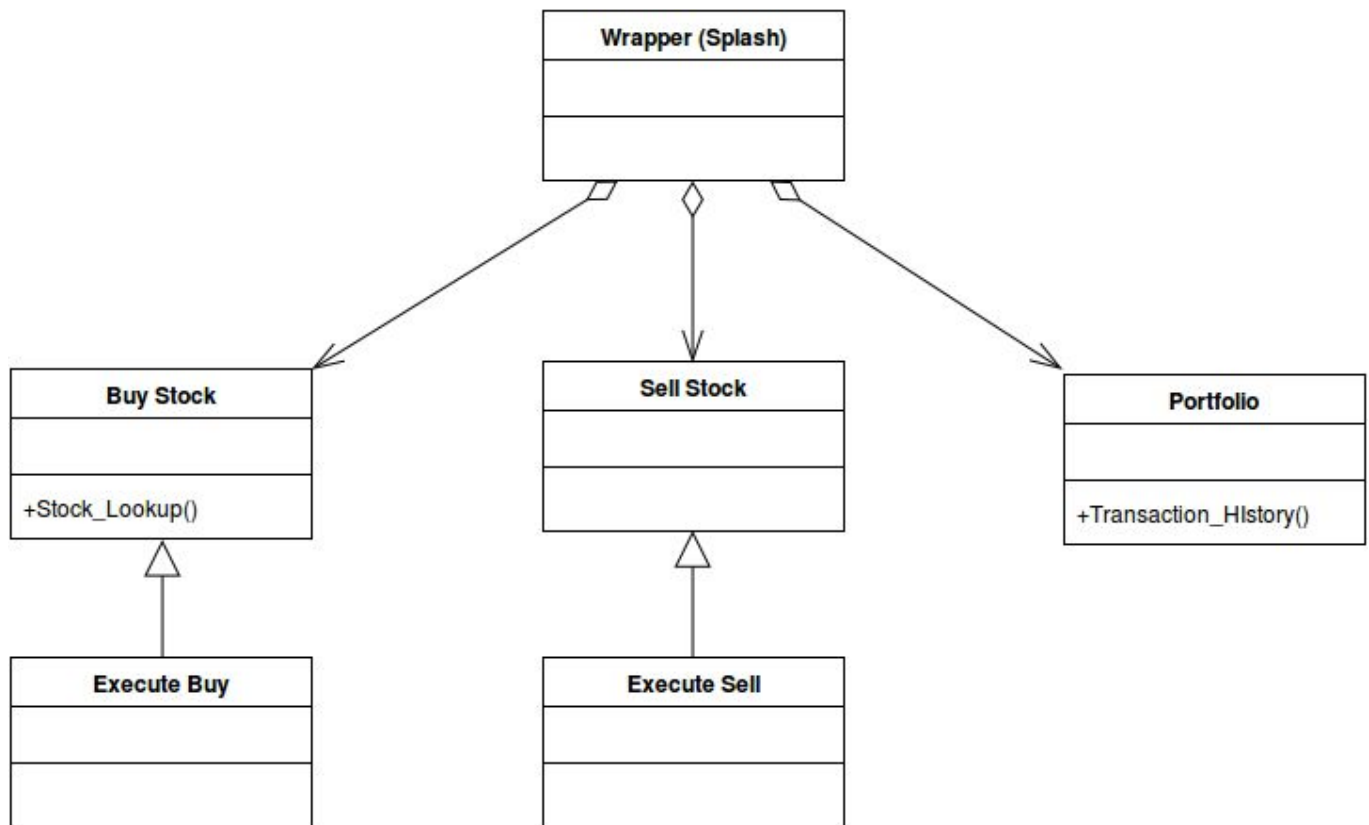 Wrapper (Splash)
Buy Stock
+Stock_Lookup()
Sell Stock
Portfolio
+Transaction_HIstory()
Execute Buy
Execute Sell